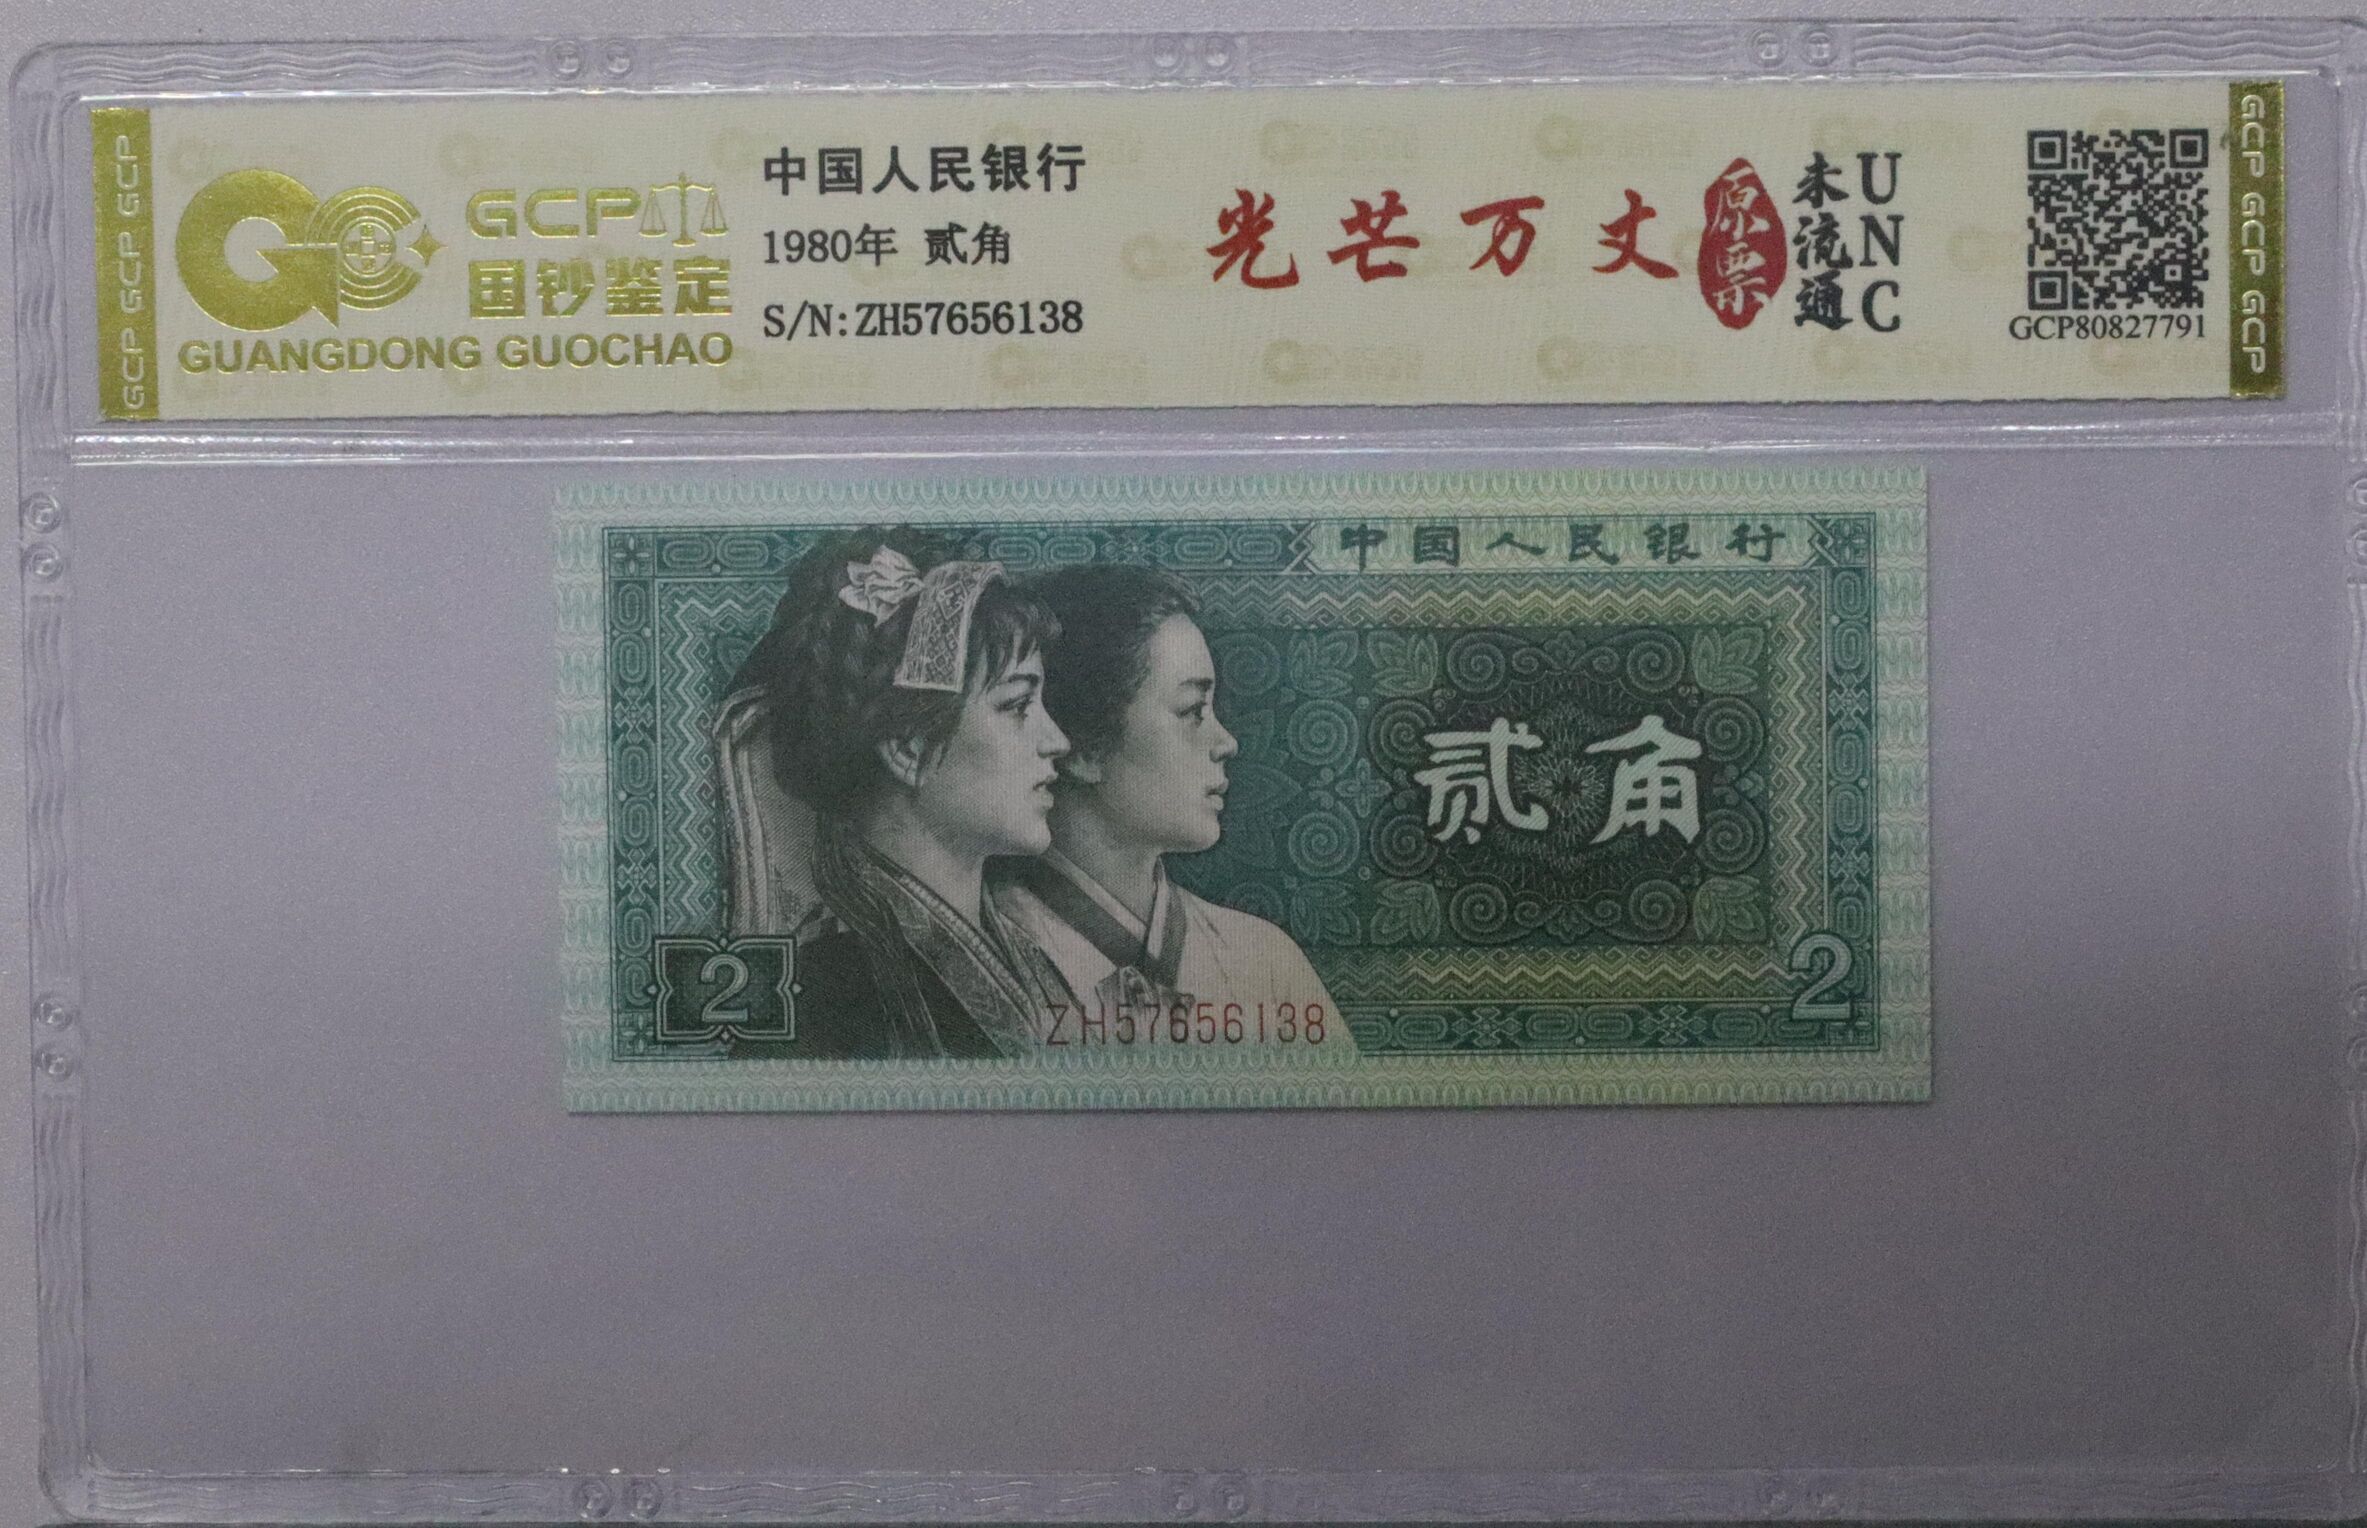 GCP GCP GCP
GCP
国钞鉴定
GUANGDONG GUOCHAO
中国人民银行
1980年 贰角
S/N:ZH57656138
光芒万丈
原票
未流通
UNC
GCP80827791
GCP GCP GCP
中国人民银行
贰角
2
2
ZH57656138